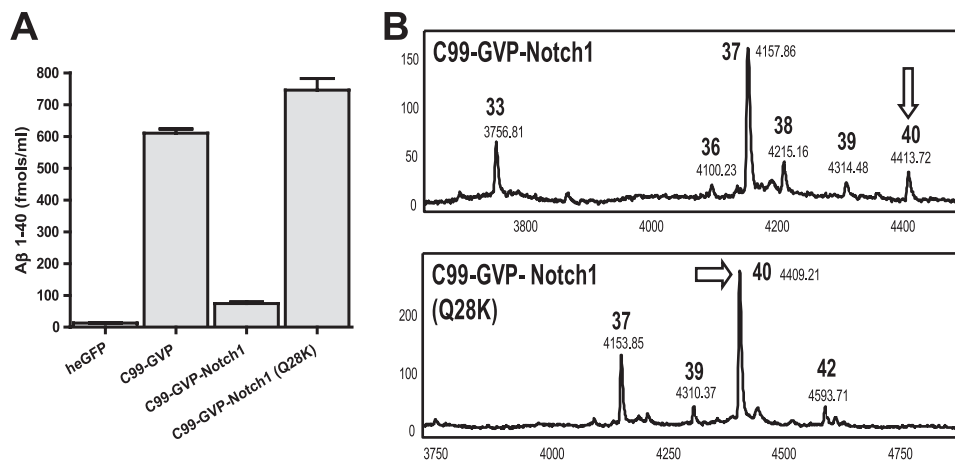 A
Aβ 1-40 (fmols/ml)
800
700
600
500
400
300
200
100
0
heGFP
C99-GVP
C99-GVP-Notch1
C99-GVP-Notch1 (Q28K)
B
C99-GVP-Notch1
150
100
50
0
33
3756.81
36
4100.23
37 4157.86
38
4215.16
39
4314.48
40
4413.72
3800 4000 4200 4400
C99-GVP- Notch1
(Q28K)
200
100
0
37
4153.85
39
4310.37
40 4409.21
42
4593.71
3750 4000 4250 4500 4750